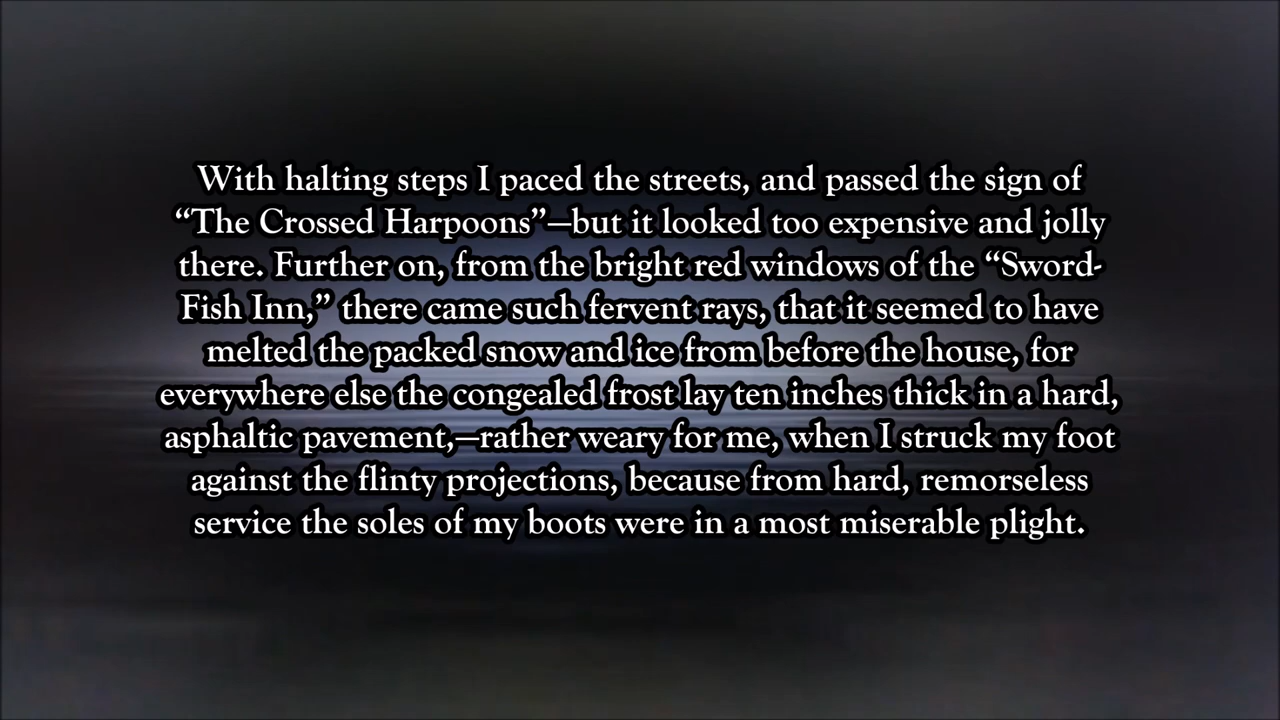 With halting steps I paced the streets, and passed the sign of
“The Crossed Harpoons”—but it looked too expensive and jolly
there. Further on, from the bright red windows of the “Sword-
Fish Inn,” there came such fervent rays, that it seemed to have
melted the packed snow and ice from before the house, for
everywhere else the congealed frost lay ten inches thick in a hard,
asphaltic pavement,—rather weary for me, when I struck my foot
against the flinty projections, because from hard, remorseless
service the soles of my boots were in a most miserable plight.